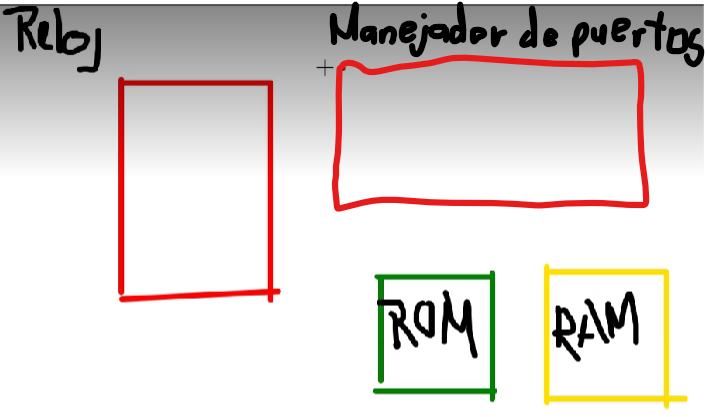 Reloj
Manejador de puertos
ROM
RAM